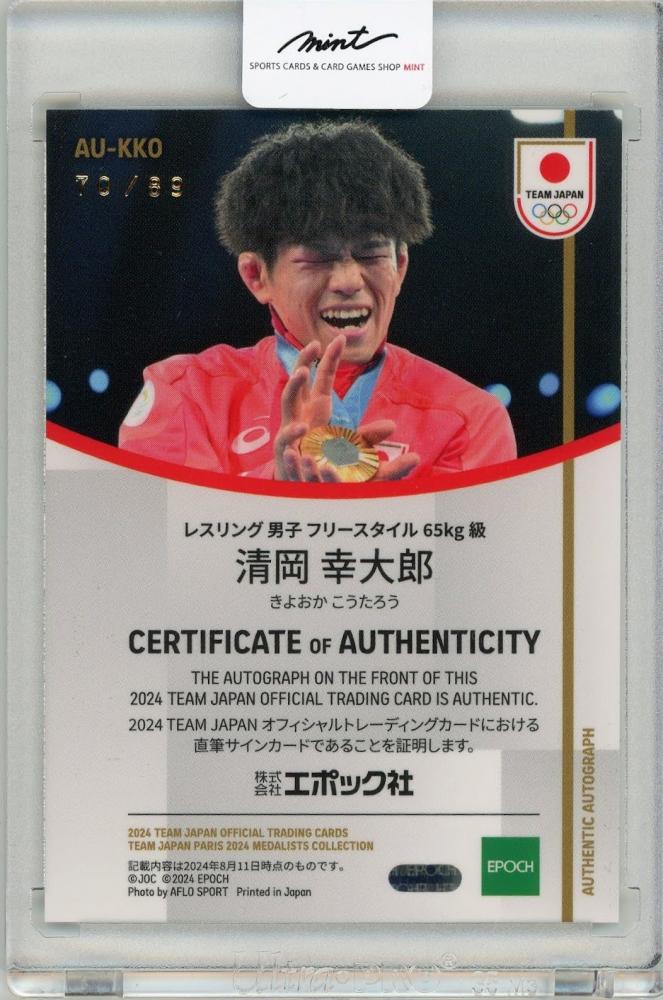 mint
SPORTS CARDS & CARD GAMES SHOP MINT
AU-KKO
70/89
TEAM JAPAN
レスリング 男子 フリースタイル 65kg 級
清岡 幸大郎
きよおか こうたろう
CERTIFICATE OF AUTHENTICITY
THE AUTOGRAPH ON THE FRONT OF THIS
2024 TEAM JAPAN OFFICIAL TRADING CARD IS AUTHENTIC.
2024 TEAM JAPAN オフィシャルトレーディングカードにおける
直筆サインカードであることを証明します。
株式会社 エポック社
AUTHENTIC AUTOGRAPH
2024 TEAM JAPAN OFFICIAL TRADING CARDS
TEAM JAPAN PARIS 2024 MEDALISTS COLLECTION
記載内容は2024年8月11日時点のものです。
©JOC ©2024 EPOCH
Photo by AFLO SPORT Printed in Japan
EPOCH
EPOCH
Ultra·PRO®